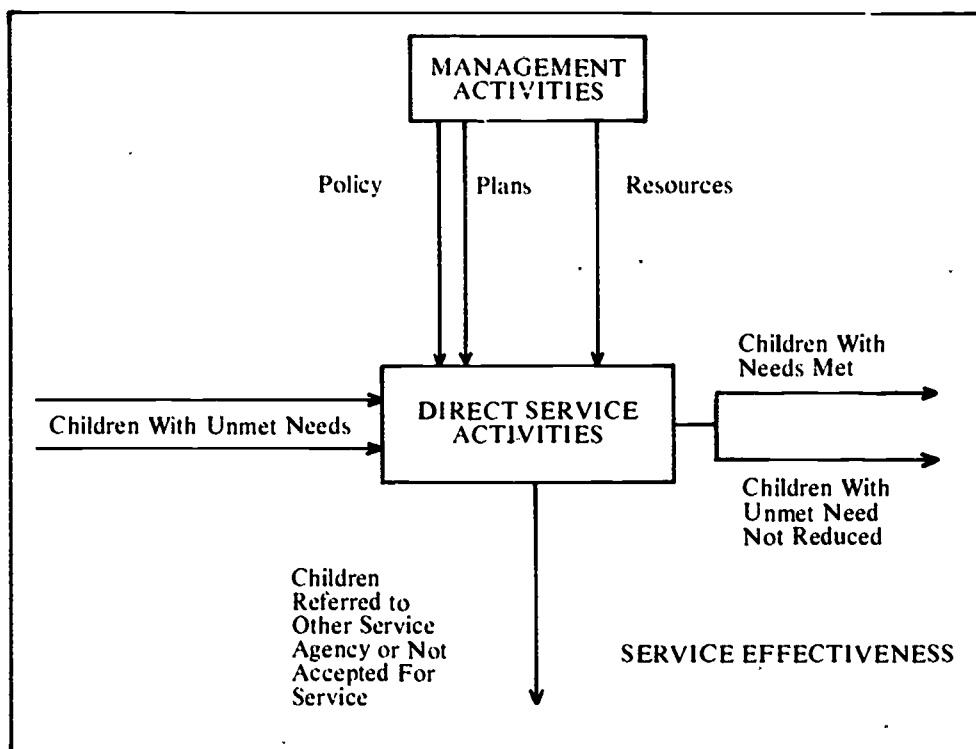 MANAGEMENT
ACTIVITIES
Policy
Plans
Resources
Children With Unmet Needs
DIRECT SERVICE
ACTIVITIES
Children With
Needs Met
Children With
Unmet Need
Not Reduced
Children
Referred to
Other Service
Agency or Not
Accepted For
Service
SERVICE EFFECTIVENESS